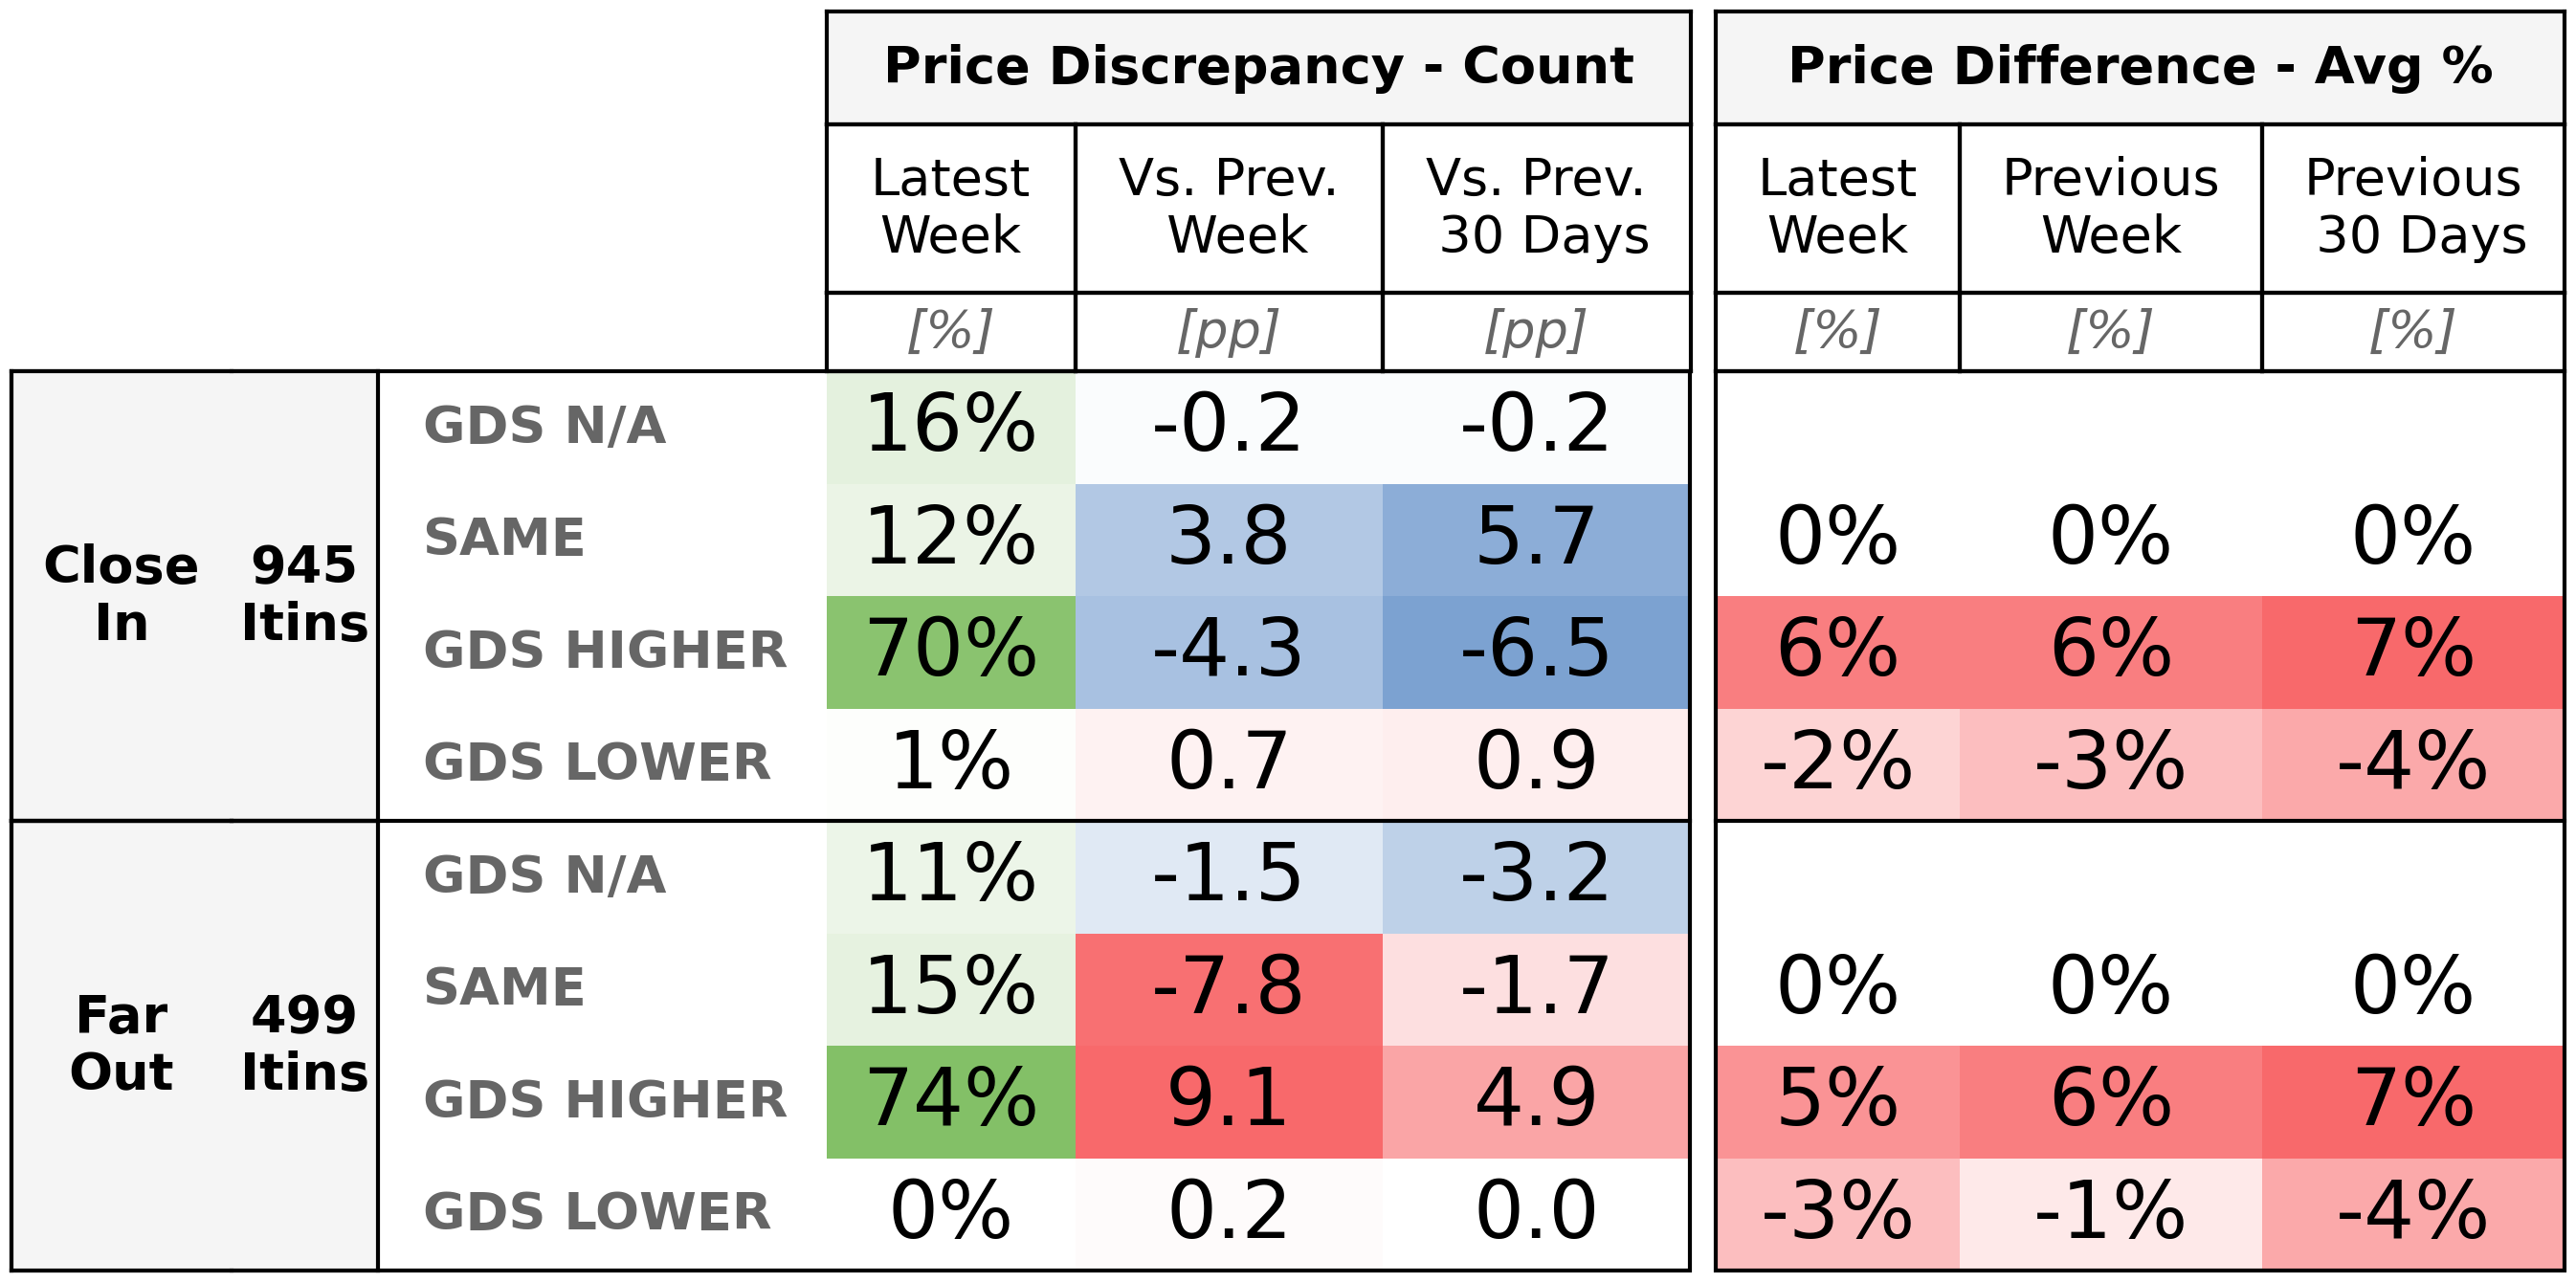 Price Discrepancy - Count
Price Difference - Avg %
Latest Week
Vs. Prev. Week
Vs. Prev. 30 Days
Latest Week
Previous Week
Previous 30 Days
[%] [pp] [pp] [%] [%] [%]
Close In
945 Itins
GDS N/A 16% -0.2 -0.2
SAME 12% 3.8 5.7 0% 0% 0%
GDS HIGHER 70% -4.3 -6.5 6% 6% 7%
GDS LOWER 1% 0.7 0.9 -2% -3% -4%
Far Out
499 Itins
GDS N/A 11% -1.5 -3.2
SAME 15% -7.8 -1.7 0% 0% 0%
GDS HIGHER 74% 9.1 4.9 5% 6% 7%
GDS LOWER 0% 0.2 0.0 -3% -1% -4%